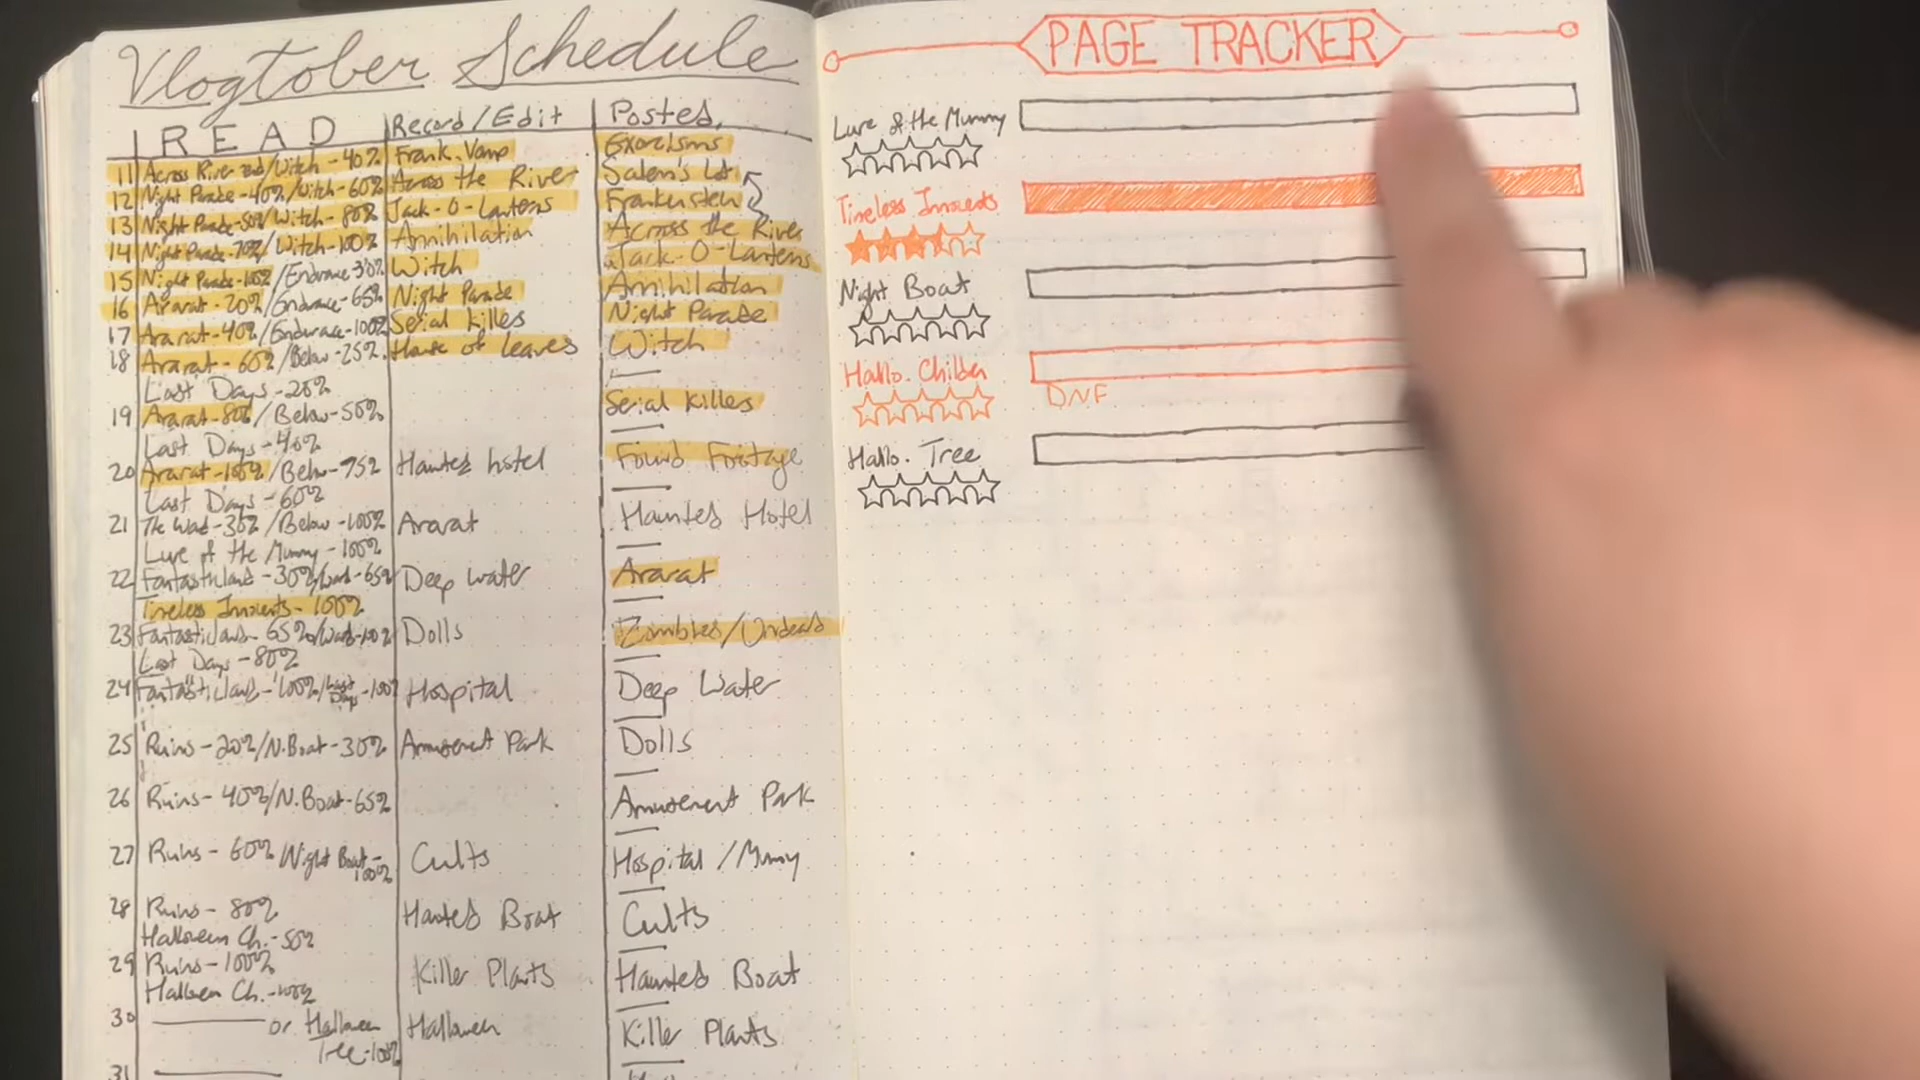 Vlogtober Schedule
READ Record/Edit Posted
11 Across River end/Witch - 40% Frank. Vamp Exorcisms
12 Night Parade - 40%/Witch - 60% Across the River Salem's Lot
13 Night Parade - 50%/Witch - 80% Jack-O-Lanterns Frankenstein
14 Night Parade - 70%/Witch - 100% Annihilation Across the River
Jack-O-Lanterns
15 Night Parade - 100%/Endurance - 30% Witch Annihilation
16 Ararat - 20%/Endurance - 65% Night Parade Night Parade
17 Ararat - 40%/Endurance - 100% Serial Killes Witch
18 Ararat - 60%/Below - 25% House of leaves
Last Days - 20%
19 Ararat - 80%/Below - 50% Serial Killes
Last Days - 40%
20 Ararat - 100%/Below - 75% Haunted hotel Found Footage
Last Days - 60%
21 /Below - 100% Ararat Haunted Hotel
Lure of the Mummy - 100%
22 Fantasticland - 30% - 65% Deep water Ararat
Timeless Innocents - 100%
23 Fantasticland - 65% - 100% Dolls Zombies/Undead
Last Days - 80%
24 Fantasticland - 100%/Last Days - 100% Hospital Deep Water
25 Ruins - 20%/N. Boat - 30% Amusement Park Dolls
26 Ruins - 40%/N. Boat - 65% Amusement Park
27 Ruins - 60% Night Boat - 100% Cults Hospital/Mummy
28 Ruins - 80% Haunted Boat Cults
Halloween Ch. - 50%
29 Ruins - 100% Killer Plants Haunted Boat
Halloween Ch. - 100%
30 or Halloween Tree - 100% Halloween Killer Plants
31
PAGE TRACKER
Lure of the Mummy
Timeless Innocents
Night Boat
Hallo. Childen
DNF
Hallo. Tree